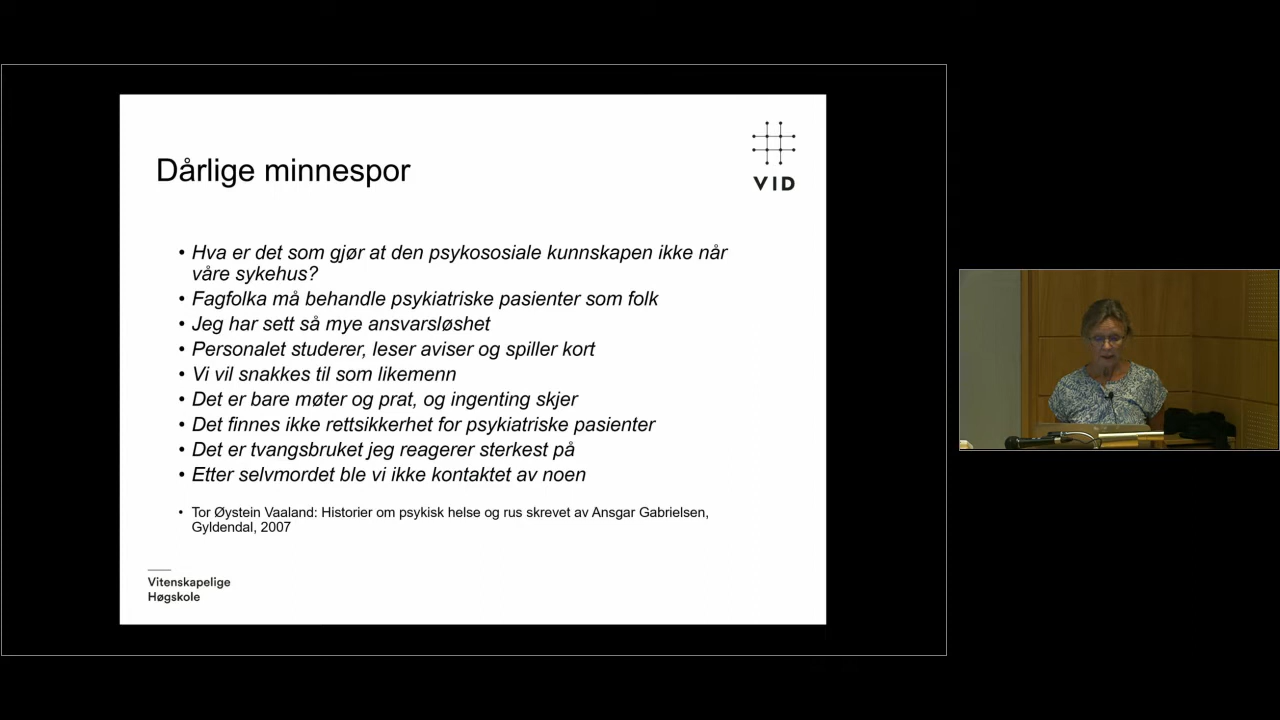 VID
Dårlige minnespor
• Hva er det som gjør at den psykososiale kunnskapen ikke når
våre sykehus?
• Fagfolka må behandle psykiatriske pasienter som folk
• Jeg har sett så mye ansvarsløshet
• Personalet studerer, leser aviser og spiller kort
• Vi vil snakkes til som likemenn
• Det er bare møter og prat, og ingenting skjer
• Det finnes ikke rettsikkerhet for psykiatriske pasienter
• Det er tvangsbruket jeg reagerer sterkest på
• Etter selvmordet ble vi ikke kontaktet av noen
• Tor Øystein Vaaland: Historier om psykisk helse og rus skrevet av Ansgar Gabrielsen,
Gyldendal, 2007
Vitenskapelige
Høgskole